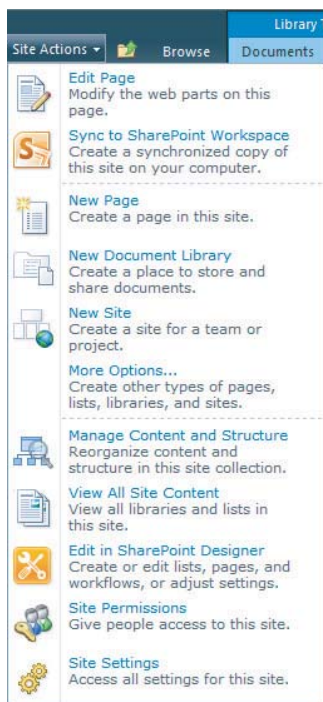 Library T
Site Actions Browse Documents
Edit Page
Modify the web parts on this
page.
Sync to SharePoint Workspace
Create a synchronized copy of
this site on your computer.
New Page
Create a page in this site.
New Document Library
Create a place to store and
share documents.
New Site
Create a site for a team or
project.
More Options...
Create other types of pages,
lists, libraries, and sites.
Manage Content and Structure
Reorganize content and
structure in this site collection.
View All Site Content
View all libraries and lists in
this site.
Edit in SharePoint Designer
Create or edit lists, pages, and
workflows, or adjust settings.
Site Permissions
Give people access to this site.
Site Settings
Access all settings for this site.